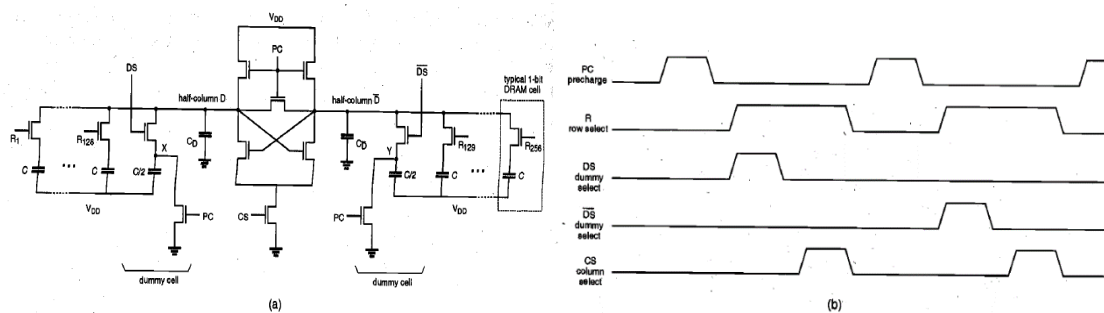 V_DD
PC
DS
D̅S̅
typical 1-bit
DRAM cell
half-column D
half-column D̅
R_1
R_128
C_D
C_D
R_129
R_256
X
Y
C
...
C
C/2
C/2
C
...
C
V_DD
V_DD
PC
CS
PC
dummy cell
dummy cell
(a)
PC
precharge
R
row select
DS
dummy
select
D̅S̅
dummy
select
CS
column
select
(b)